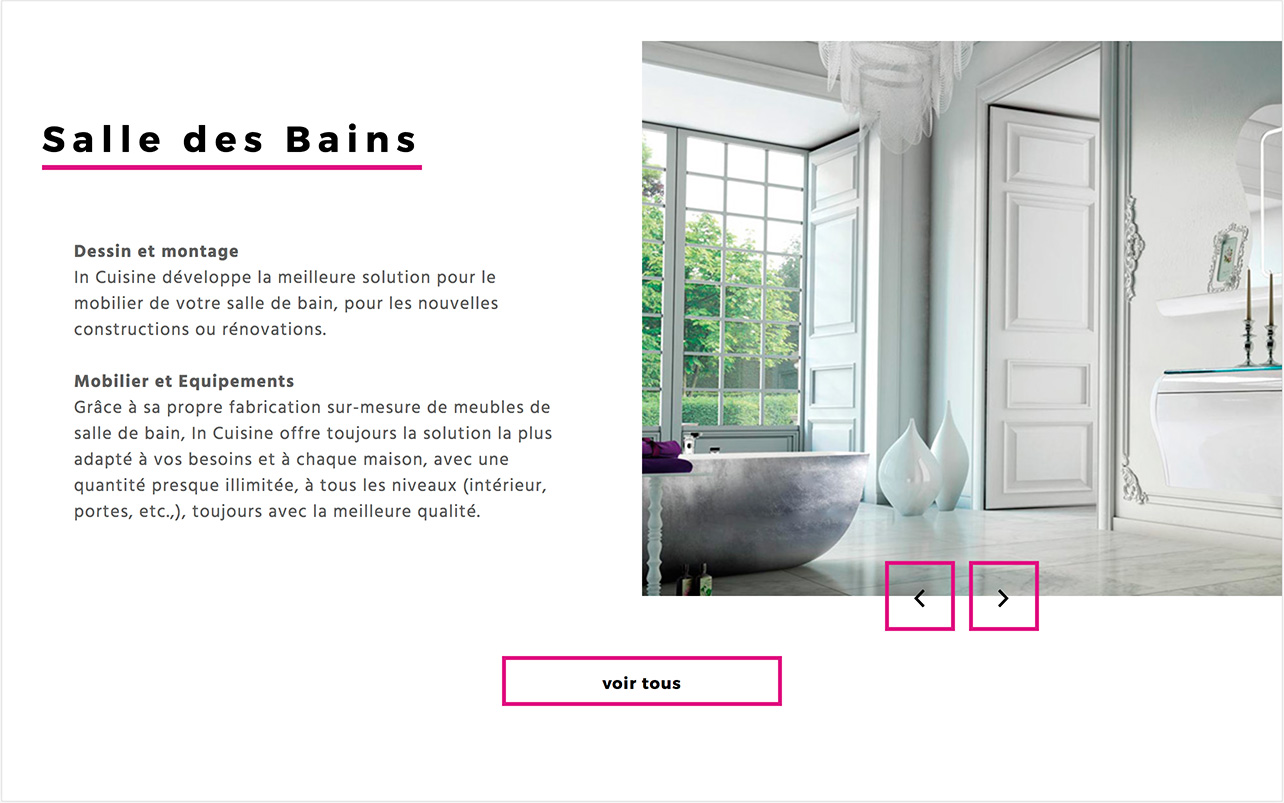 Salle des Bains
Dessin et montage
In Cuisine développe la meilleure solution pour le
mobilier de votre salle de bain, pour les nouvelles
constructions ou rénovations.
Mobilier et Equipements
Grâce à sa propre fabrication sur-mesure de meubles de
salle de bain, In Cuisine offre toujours la solution la plus
adapté à vos besoins et à chaque maison, avec une
quantité presque illimitée, à tous les niveaux (intérieur,
portes, etc.,), toujours avec la meilleure qualité.
voir tous